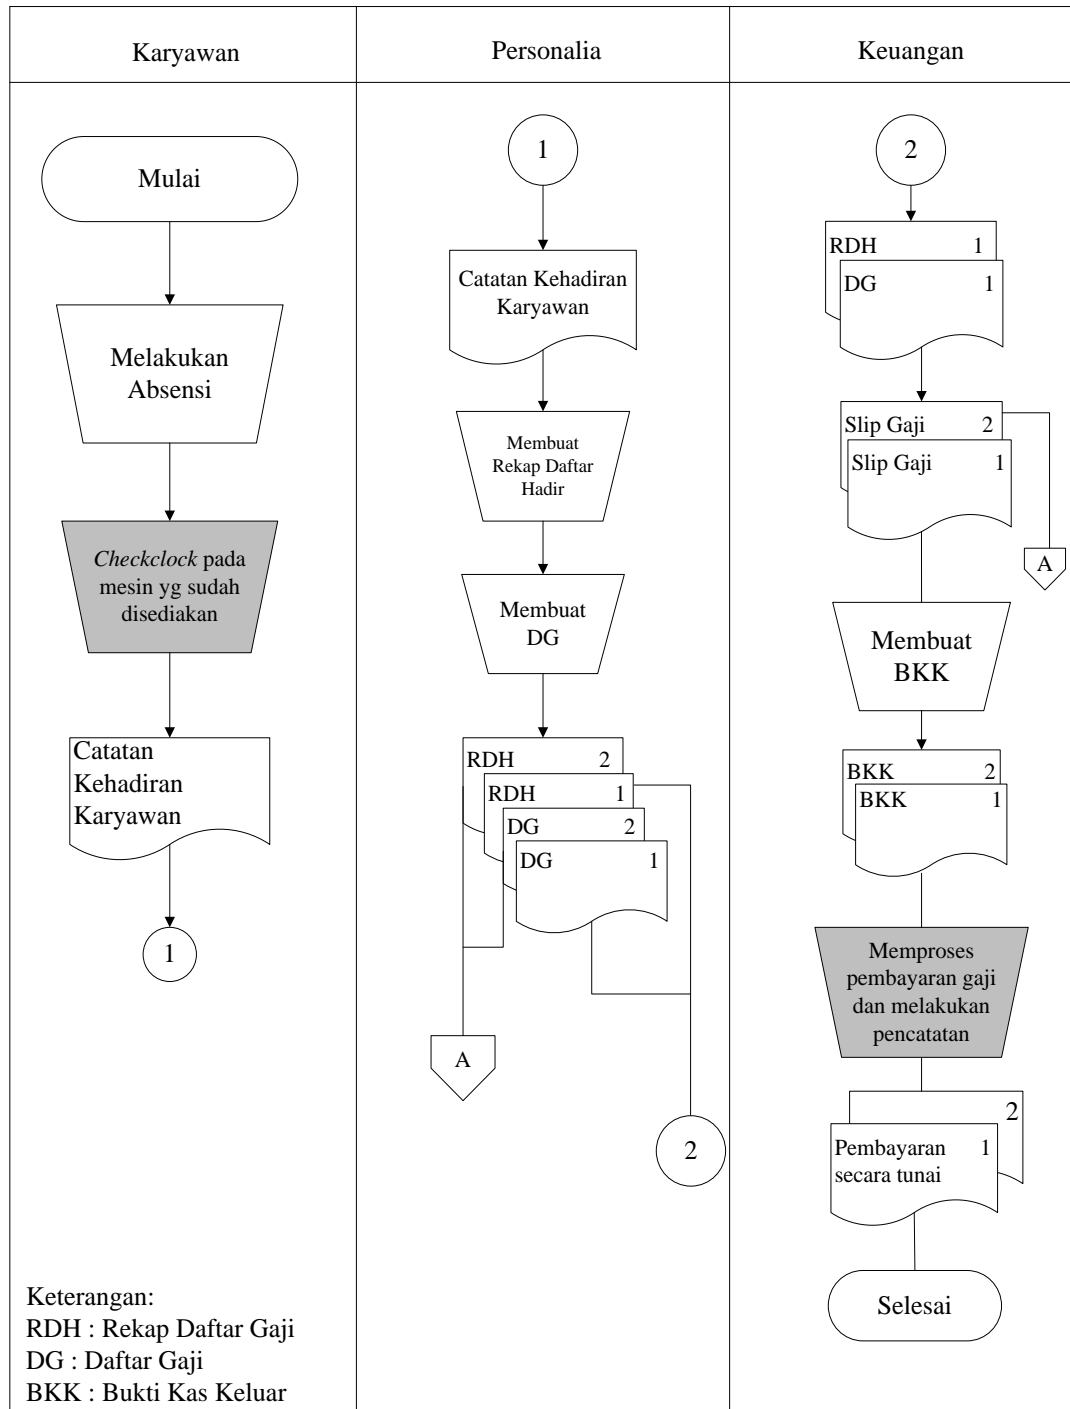 Karyawan
Personalia
Keuangan
Mulai
Melakukan
Absensi
Checkclock pada
mesin yg sudah
disediakan
Catatan
Kehadiran
Karyawan
1
Keterangan:
RDH : Rekap Daftar Gaji
DG : Daftar Gaji
BKK : Bukti Kas Keluar
1
Catatan Kehadiran
Karyawan
Membuat
Rekap Daftar
Hadir
Membuat
DG
RDH 2
RDH 1
DG 2
DG 1
A
2
2
RDH 1
DG 1
Slip Gaji 2
Slip Gaji 1
A
Membuat
BKK
BKK 2
BKK 1
Memproses
pembayaran gaji
dan melakukan
pencatatan
2
Pembayaran 1
secara tunai
Selesai